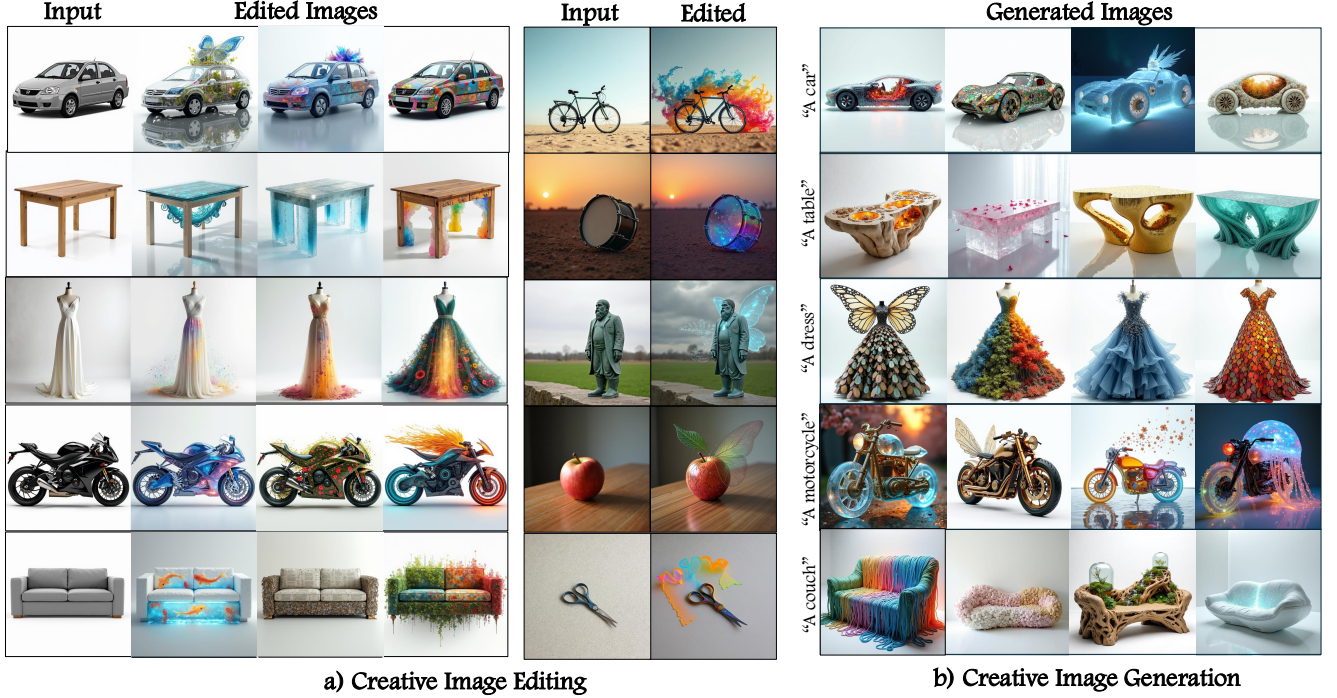 Input
Edited Images
Input
Edited
Generated Images
“A car”
“A table”
“A dress”
“A motorcycle”
“A couch”
a) Creative Image Editing
b) Creative Image Generation